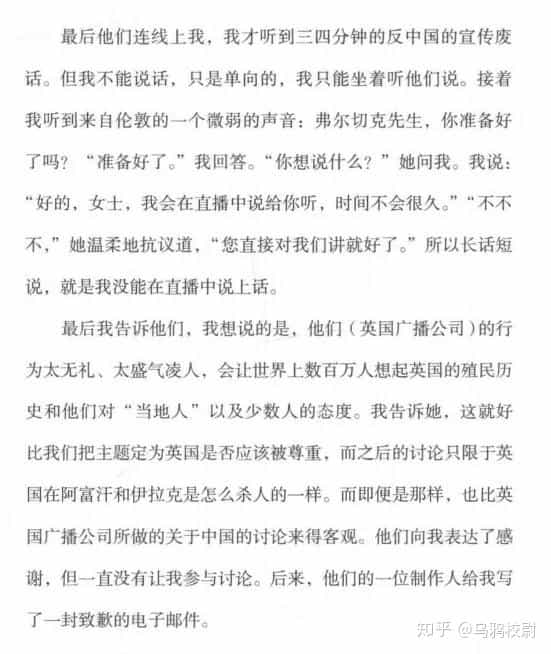 最后他们连线上我，我才听到三四分钟的反中国的宣传废
话。但我不能说话，只是单向的，我只能坐着听他们说。接着
我听到来自伦敦的一个微弱的声音：弗尔切克先生，你准备好
了吗？“准备好了。”我回答。“你想说什么？”她问我。我说：
“好的，女士，我会在直播中说给你听，时间不会很久。”“不不
不，”她温柔地抗议道，“您直接对我们讲就好了。”所以长话短
说，就是我没能在直播中说上话。
最后我告诉他们，我想说的是，他们（英国广播公司）的行
为太无礼、太盛气凌人，会让世界上数百万人想起英国的殖民历
史和他们对“当地人”以及少数人的态度。我告诉她，这就好
比我们把主题定为英国是否应该被尊重，而之后的讨论只限于英
国在阿富汗和伊拉克是怎么杀人的一样。而即便是那样，也比英
国广播公司所做的关于中国的讨论来得客观。他们向我表达了感
谢，但一直没有让我参与讨论。后来，他们的一位制作人给我写
了一封致歉的电子邮件。
知乎 @乌鸦校尉